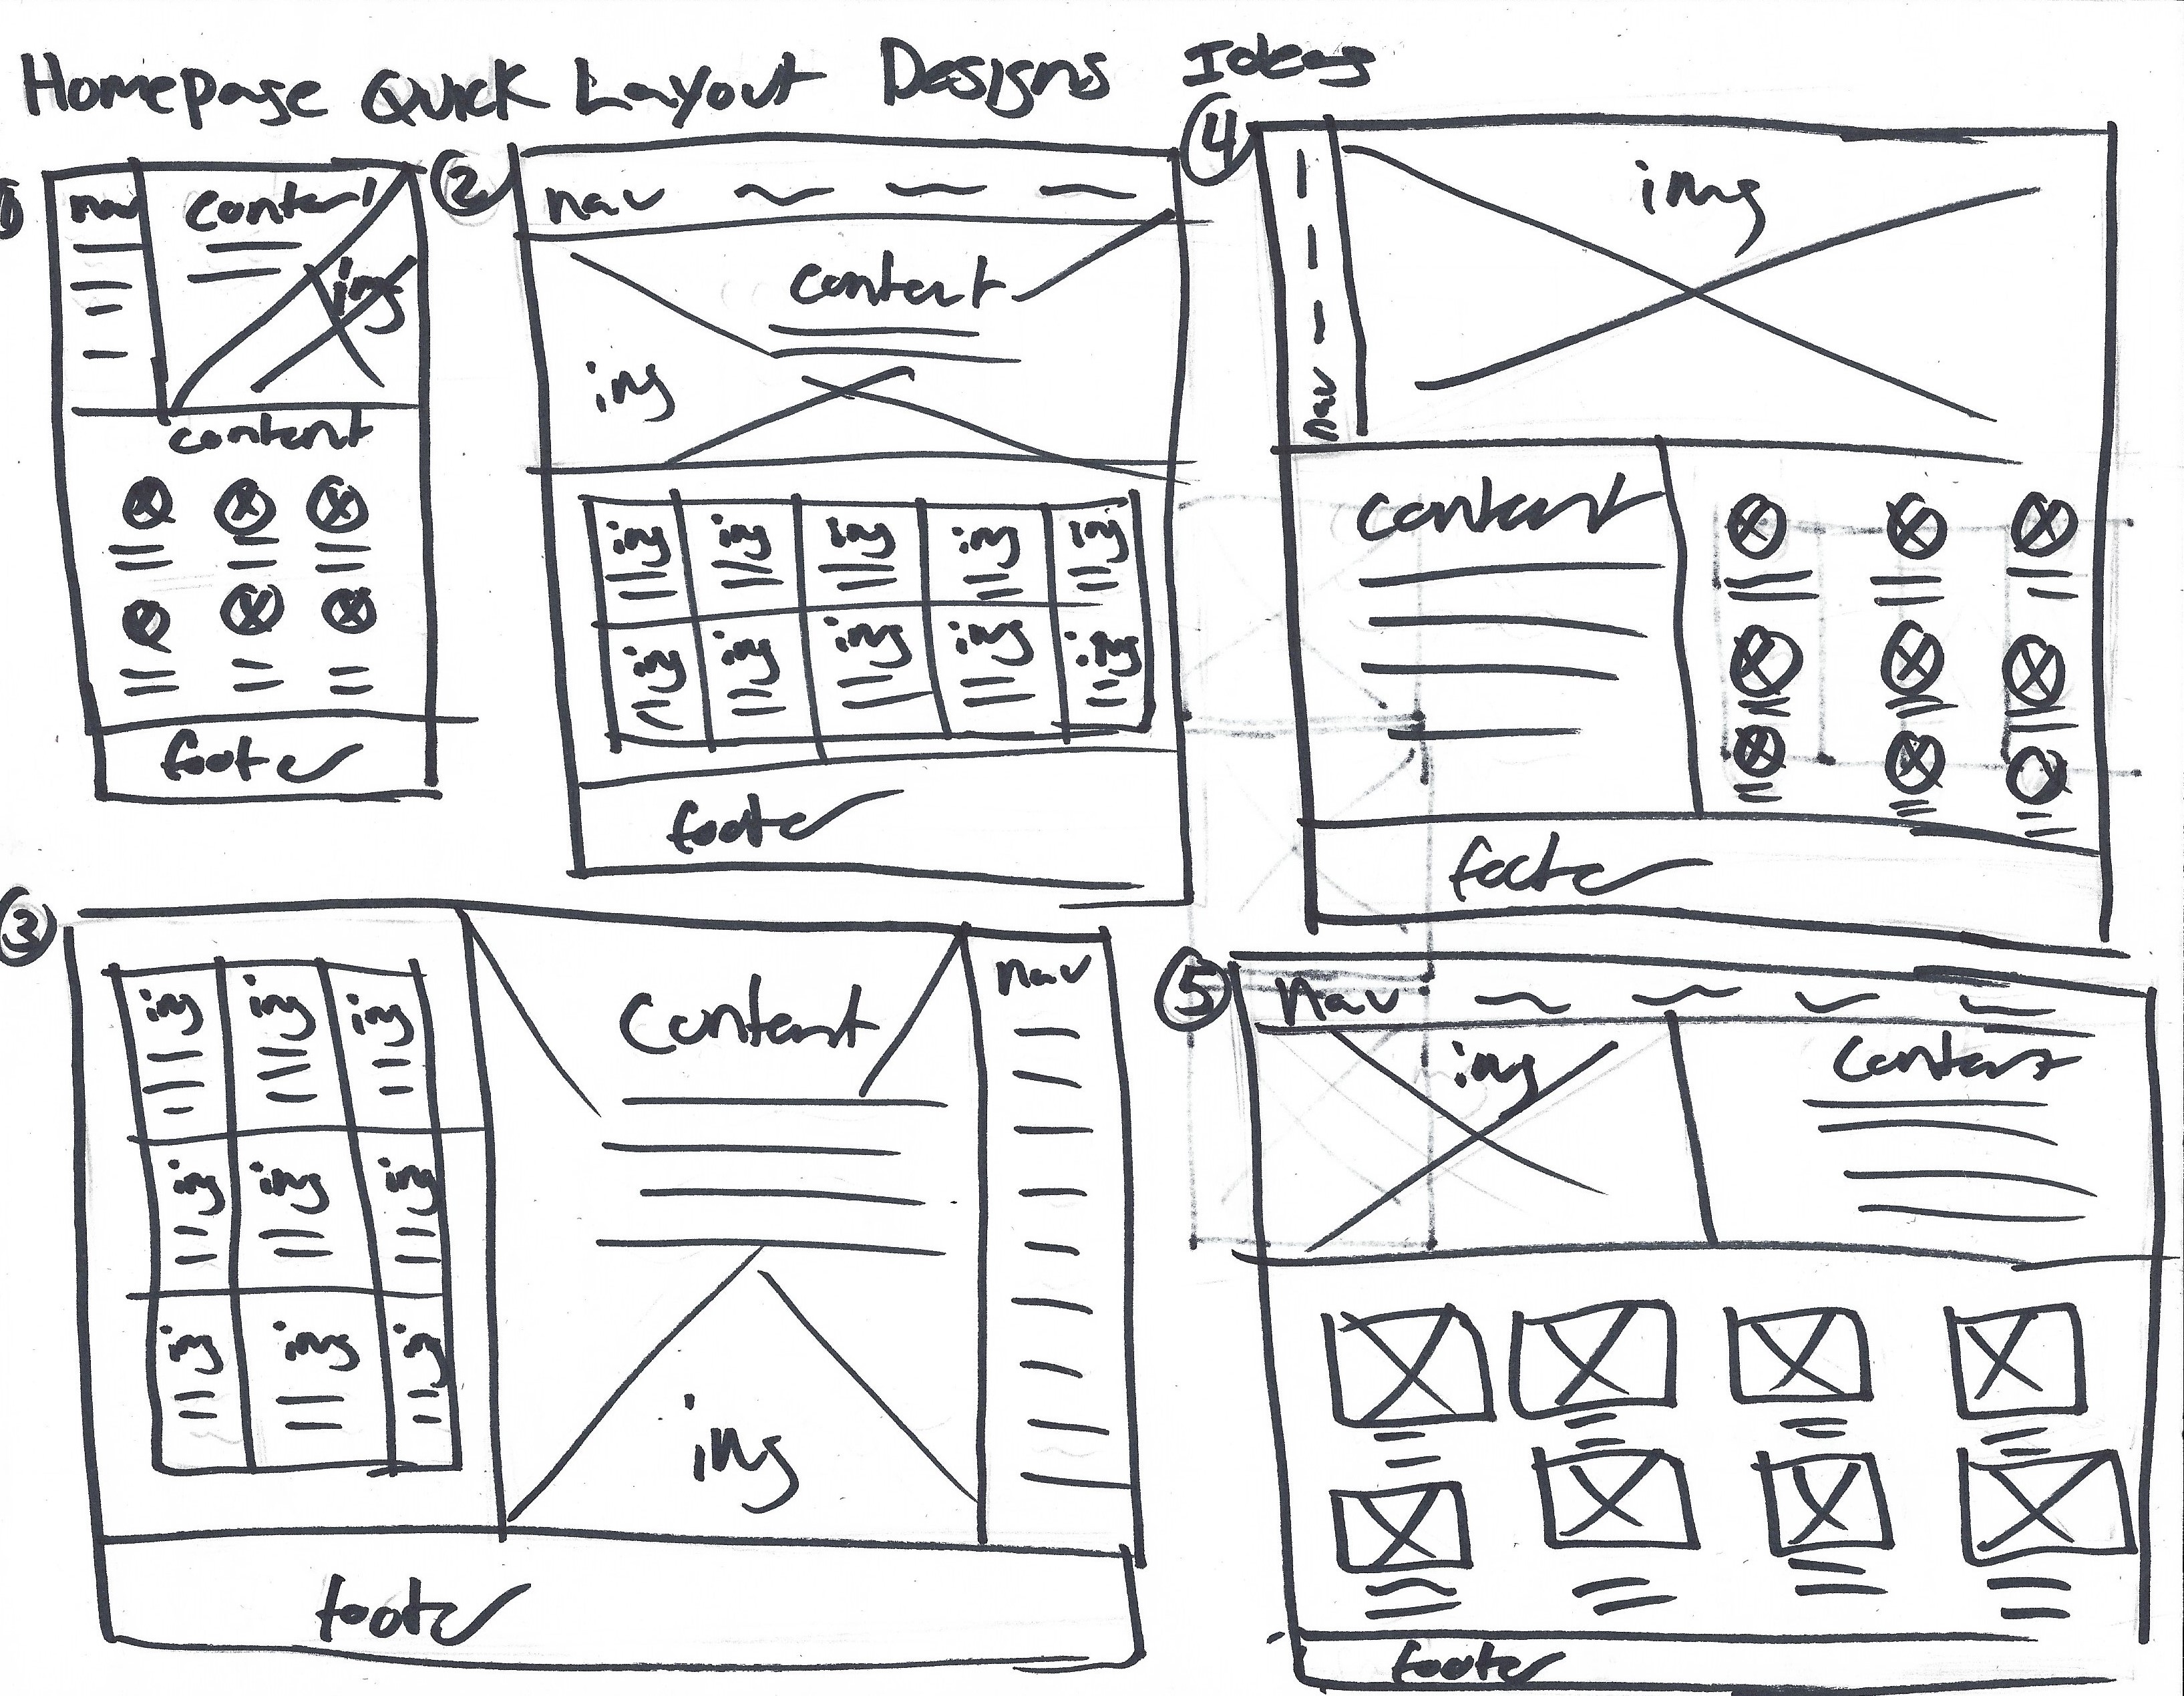 Homepage Quick Layout Designs Ideas
1
nav
content
img
content
footer
2
nav
content
img
img img img img img
img img img img img
footer
4
img
nav
content
footer
3
img img img
img img img
img img img
Content
img
nav
footer
5
nav
img
Content
footer